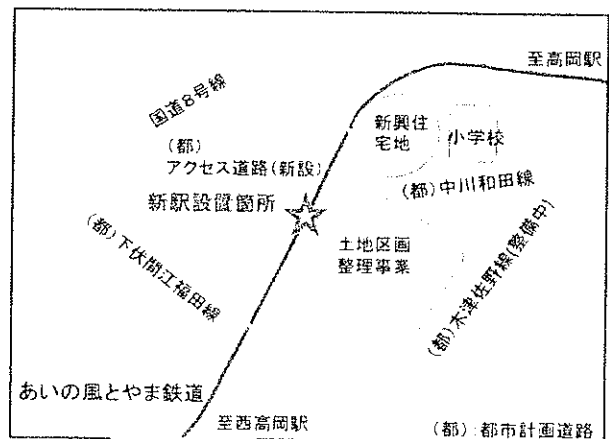 至高岡駅
国道8号線
新興住
宅地
小学校
(都)
アクセス道路(新設)
(都)中川和田線
新駅設置箇所
土地区画
整理事業
(都)下伏間江福田線
(都)木津佐野線(整備中)
あいの風とやま鉄道
至西高岡駅
(都):都市計画道路